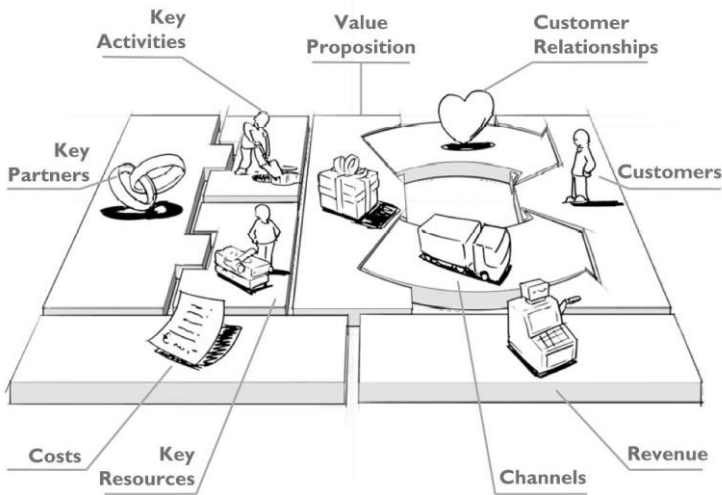 Key
Activities
Value
Proposition
Customer
Relationships
Key
Partners
Customers
Costs
Key
Resources
Channels
Revenue